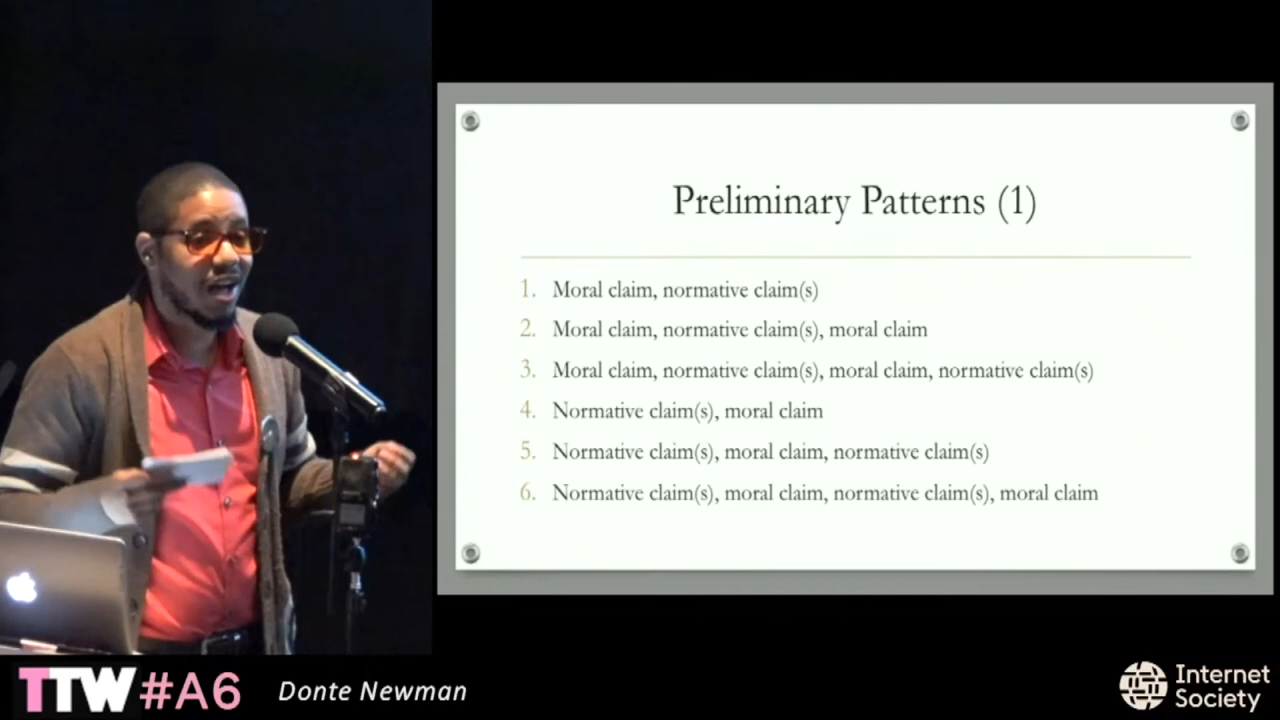 Preliminary Patterns (1)
1. Moral claim, normative claim(s)
2. Moral claim, normative claim(s), moral claim
3. Moral claim, normative claim(s), moral claim, normative claim(s)
4. Normative claim(s), moral claim
5. Normative claim(s), moral claim, normative claim(s)
6. Normative claim(s), moral claim, normative claim(s), moral claim
TTW#A6
Donte Newman
Internet
Society